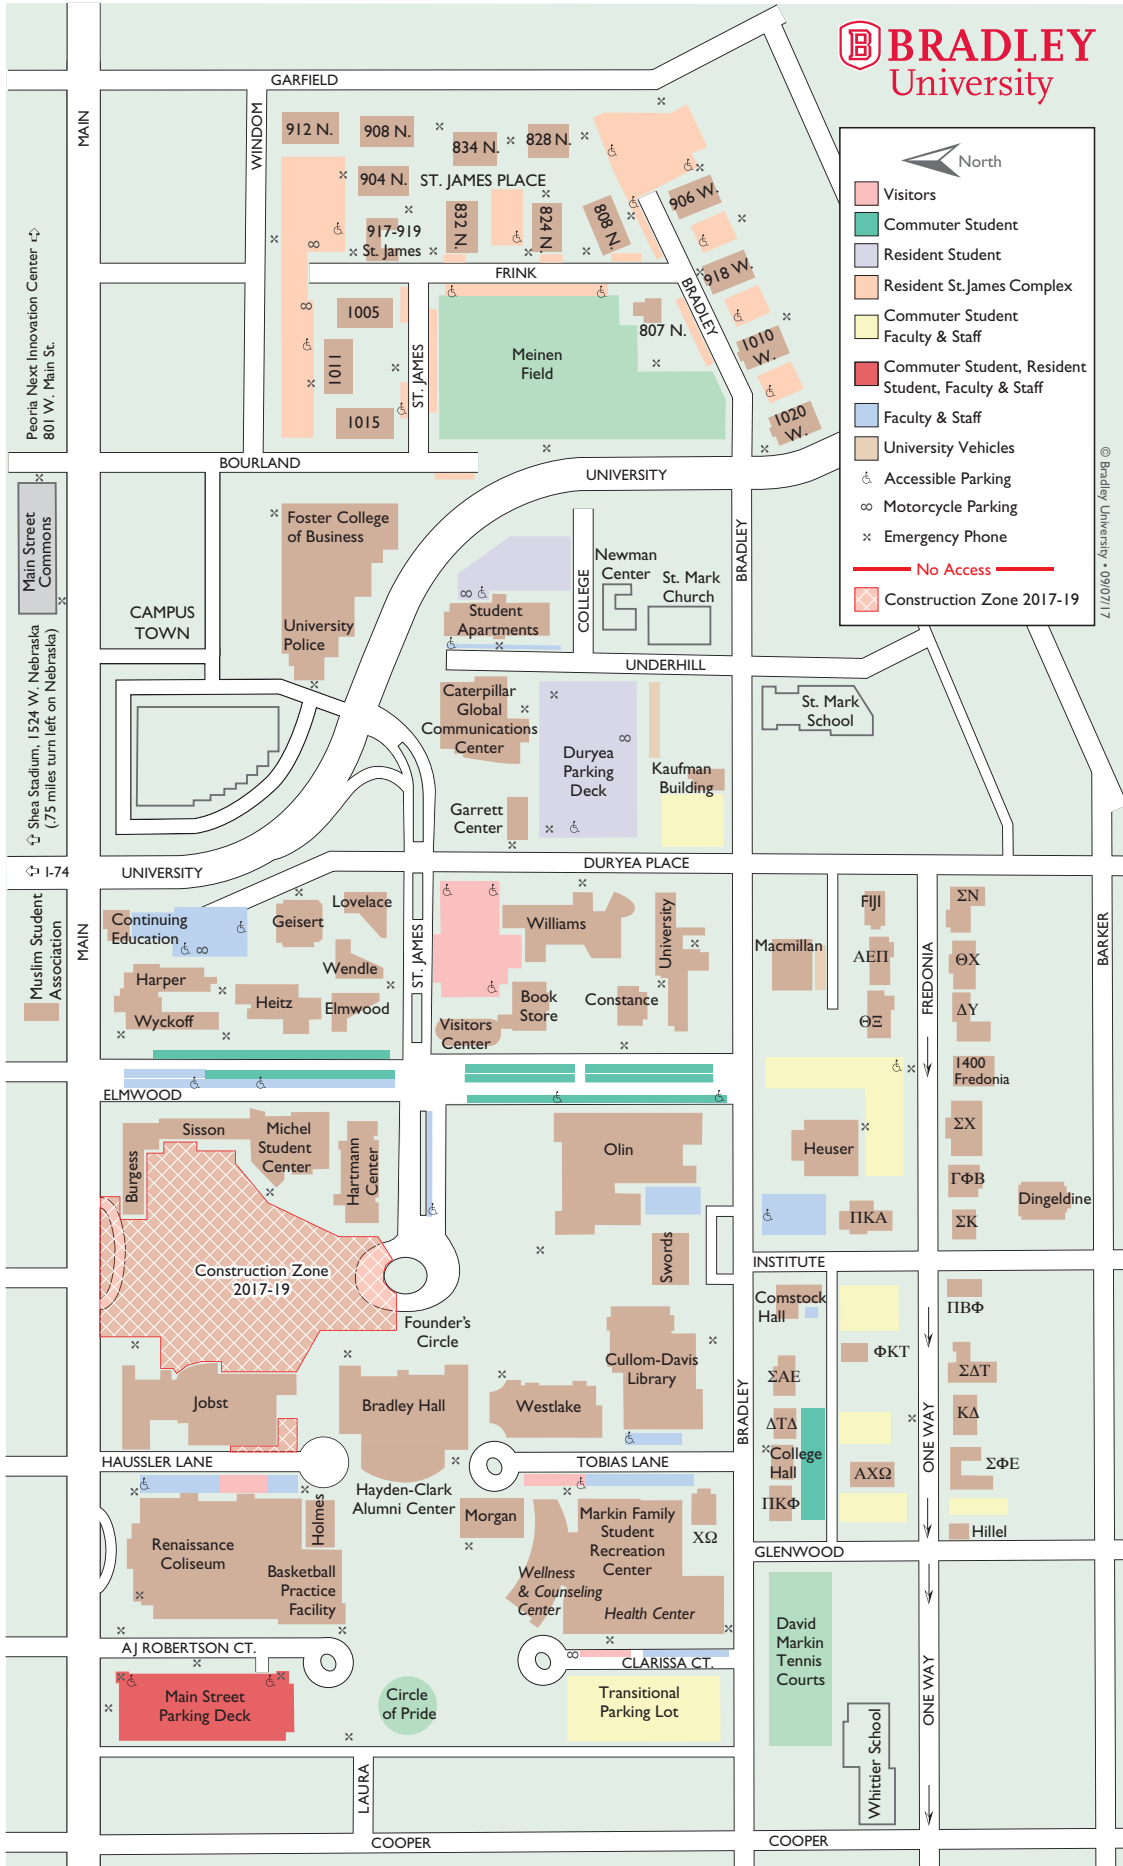 BRADLEY
University
North
Visitors
Commuter Student
Resident Student
Resident St. James Complex
Commuter Student
Faculty & Staff
Commuter Student, Resident
Student, Faculty & Staff
Faculty & Staff
University Vehicles
Accessible Parking
Motorcycle Parking
Emergency Phone
No Access
Construction Zone 2017-19
© Bradley University • 09/07/17
GARFIELD
MAIN
WINDOM
912 N.
908 N.
834 N.
828 N.
904 N.
ST. JAMES PLACE
906 W.
917-919
St. James
832 N.
824 N.
808 N.
918 W.
FRINK
BRADLEY
1005
1011
1015
ST. JAMES
Meinen
Field
807 N.
1010
W.
1020
W.
Peoria Next Innovation Center
801 W. Main St.
BOURLAND
UNIVERSITY
Main Street
Commons
Foster College
of Business
University
Police
CAMPUS
TOWN
Student
Apartments
COLLEGE
Newman
Center
St. Mark
Church
BRADLEY
UNDERHILL
Shea Stadium, 1524 W. Nebraska
(.75 miles turn left on Nebraska)
Caterpillar
Global
Communications
Center
Duryea
Parking
Deck
Kaufman
Building
St. Mark
School
Garrett
Center
DURYEA PLACE
I-74
UNIVERSITY
Muslim Student
Association
MAIN
Continuing
Education
Geisert
Lovelace
Wendle
Harper
Heitz
Elmwood
Wyckoff
ST. JAMES
Williams
University
Book
Store
Constance
Visitors
Center
Macmillan
FIJI
ΑΕΠ
ΘΞ
FREDONIA
ΣΝ
ΘΧ
ΔΥ
1400
Fredonia
BARKER
ELMWOOD
Burgess
Sisson
Michel
Student
Center
Hartmann
Center
Olin
Swords
Heuser
ΠΚΑ
ΣΧ
ΓΦΒ
ΣΚ
Dingeldine
Construction Zone
2017-19
Founder's
Circle
INSTITUTE
Comstock
Hall
ΦΚΤ
ΠΒΦ
Cullom-Davis
Library
ΣΑΕ
ΣΔΤ
Jobst
Bradley Hall
Westlake
BRADLEY
ΔΤΔ
College
Hall
ΑΧΩ
ΠΚΦ
ONE WAY
ΚΔ
ΣΦΕ
Hillel
HAUSSLER LANE
TOBIAS LANE
Hayden-Clark
Alumni Center
Renaissance
Coliseum
Holmes
Basketball
Practice
Facility
Morgan
Markin Family
Student
Recreation
Center
ΧΩ
Wellness
& Counseling
Center
Health Center
GLENWOOD
AJ ROBERTSON CT.
CLARISSA CT.
Main Street
Parking Deck
Circle
of Pride
Transitional
Parking Lot
David
Markin
Tennis
Courts
Whittier School
ONE WAY
LAURA
COOPER
COOPER